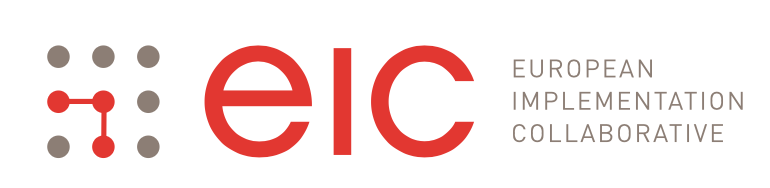 eic
EUROPEAN
IMPLEMENTATION
COLLABORATIVE